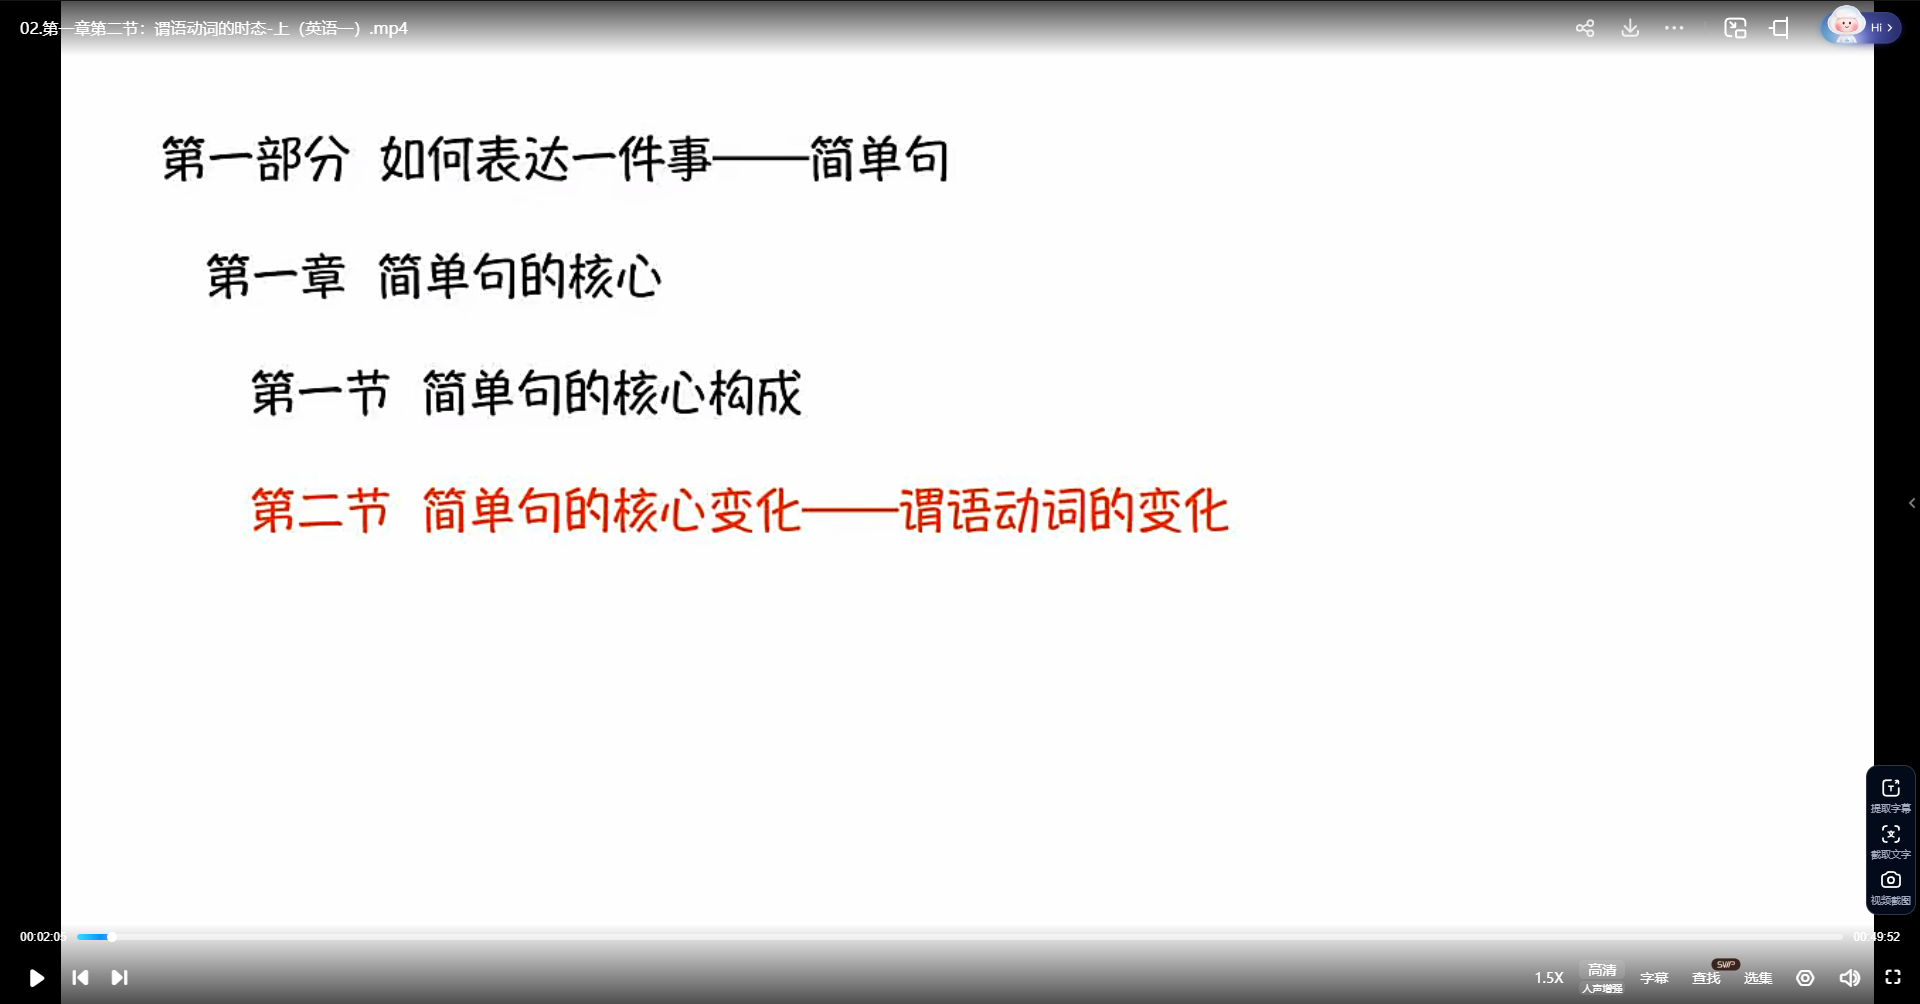 02.第一章第二节：谓语动词的时态-上（英语一）.mp4
Hi
第一部分 如何表达一件事——简单句
第一章 简单句的核心
第一节 简单句的核心构成
第二节 简单句的核心变化——谓语动词的变化
提取字幕
截取文字
视频截图
00:02:05
00:49:52
1.5X
高清
人声增强
字幕
查找
SVIP
选集